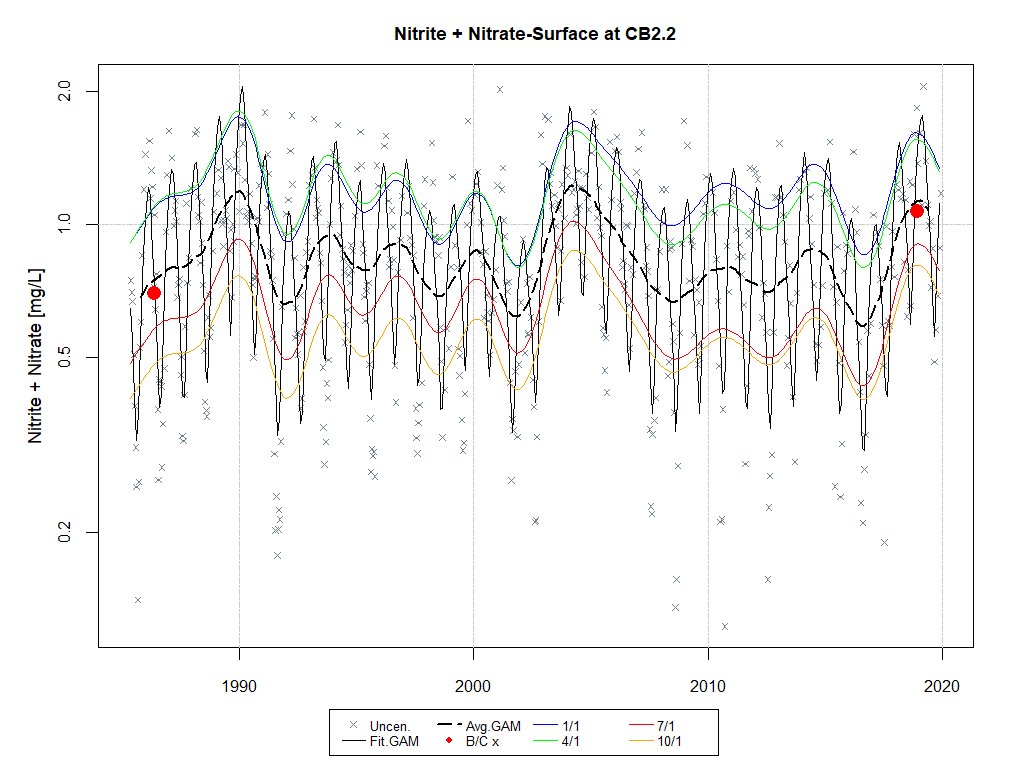 Nitrite + Nitrate-Surface at CB2.2
Nitrite + Nitrate [mg/L]
2.0
1.0
0.5
0.2
1990 2000 2010 2020
Uncen. Avg.GAM 1/1 7/1
Fit.GAM B/C x 4/1 10/1